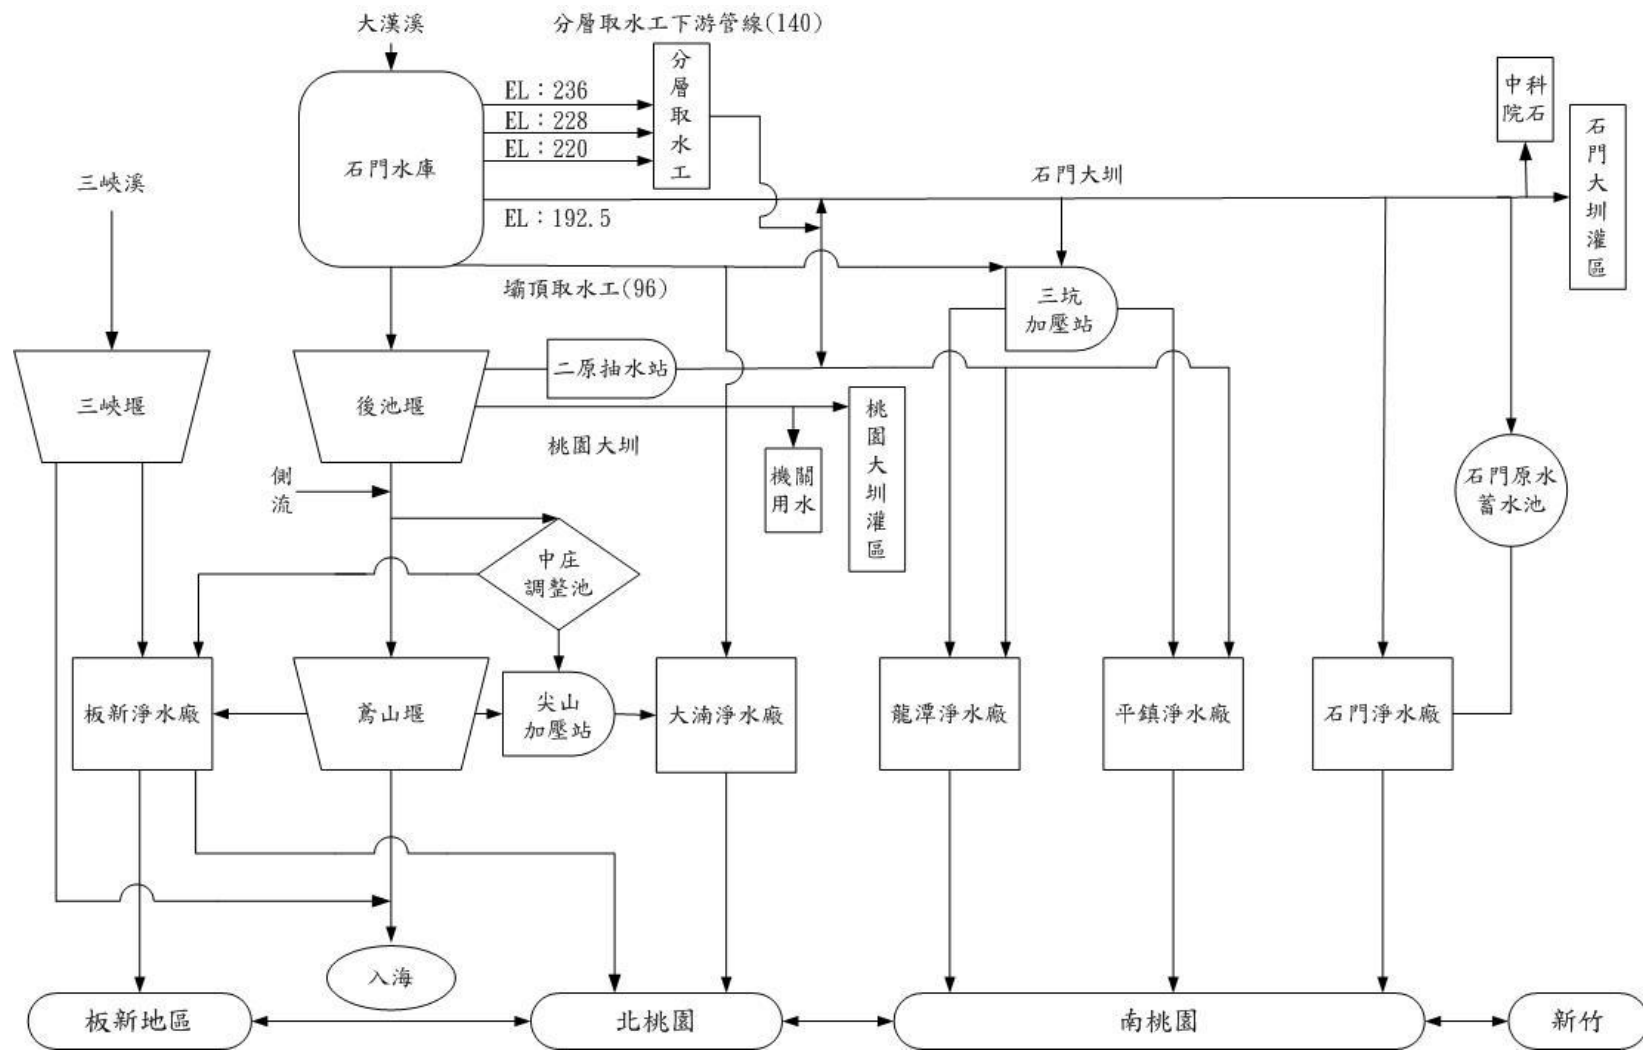 大漢溪
分層取水工下游管線(140)
EL：236
EL：228
EL：220
分層取水工
中科
院石
石門大圳灌區
石門水庫
石門大圳
三峽溪
EL：192.5
壩頂取水工(96)
三坑
加壓站
二原抽水站
三峽堰
後池堰
桃園大圳
桃園大圳灌區
機關
用水
側
流
石門原水
蓄水池
中庄
調整池
板新淨水廠
鳶山堰
尖山
加壓站
大湳淨水廠
龍潭淨水廠
平鎮淨水廠
石門淨水廠
入海
板新地區
北桃園
南桃園
新竹